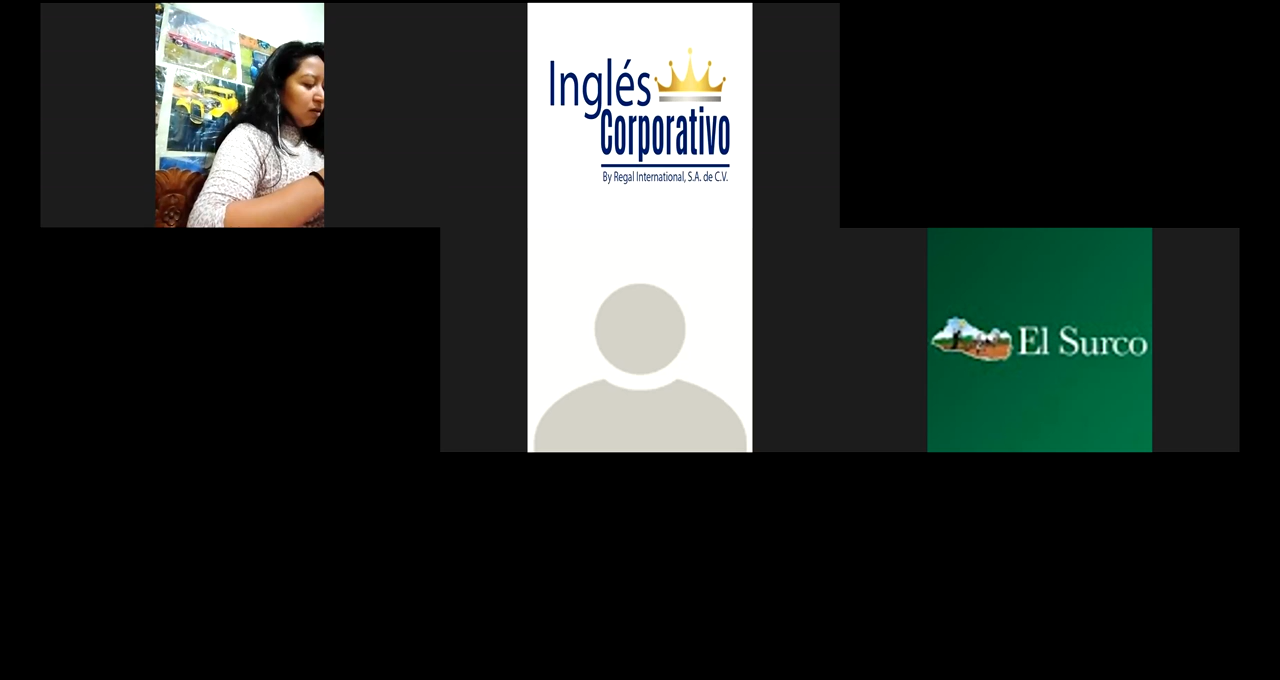 Inglés
Corporativo
By Regal International, S.A. de C.V.
El Surco